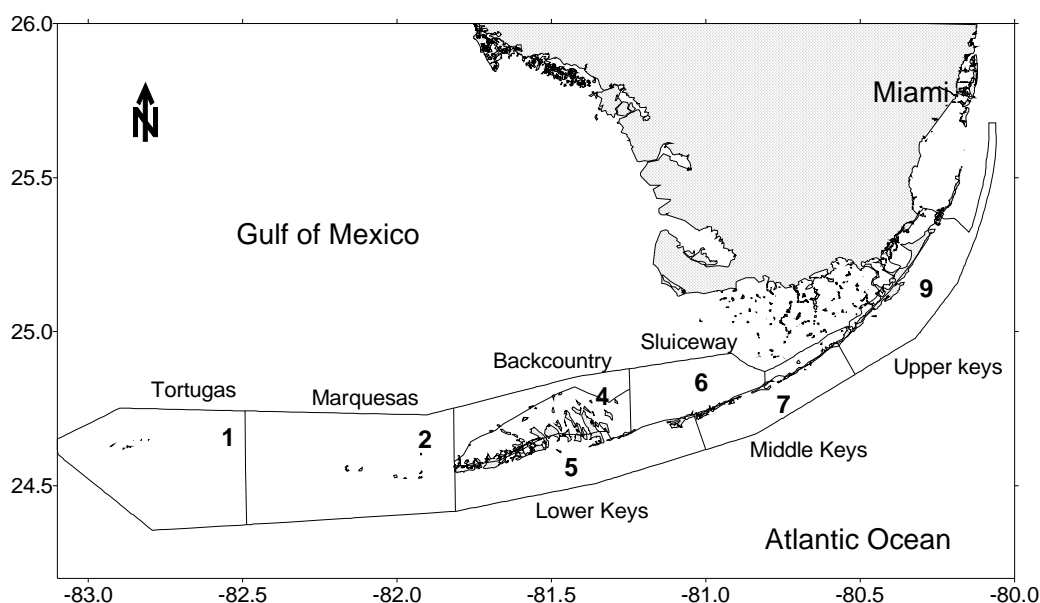 26.0
Miami
N
25.5
Gulf of Mexico
9
25.0
Sluiceway
Backcountry
Upper keys
Tortugas
Marquesas
4
6
7
1
2
Middle Keys
5
24.5
Lower Keys
Atlantic Ocean
-83.0 -82.5 -82.0 -81.5 -81.0 -80.5 -80.0